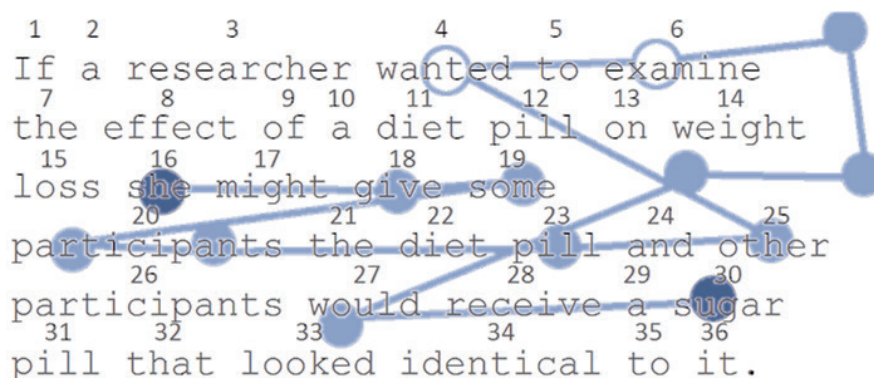 1 2 3 4 5 6
If a researcher wanted to examine
7 8 9 10 11 12 13 14
the effect of a diet pill on weight
15 16 17 18 19
loss she might give some
20 21 22 23 24 25
participants the diet pill and other
26 27 28 29 30
participants would receive a sugar
31 32 33 34 35 36
pill that looked identical to it.